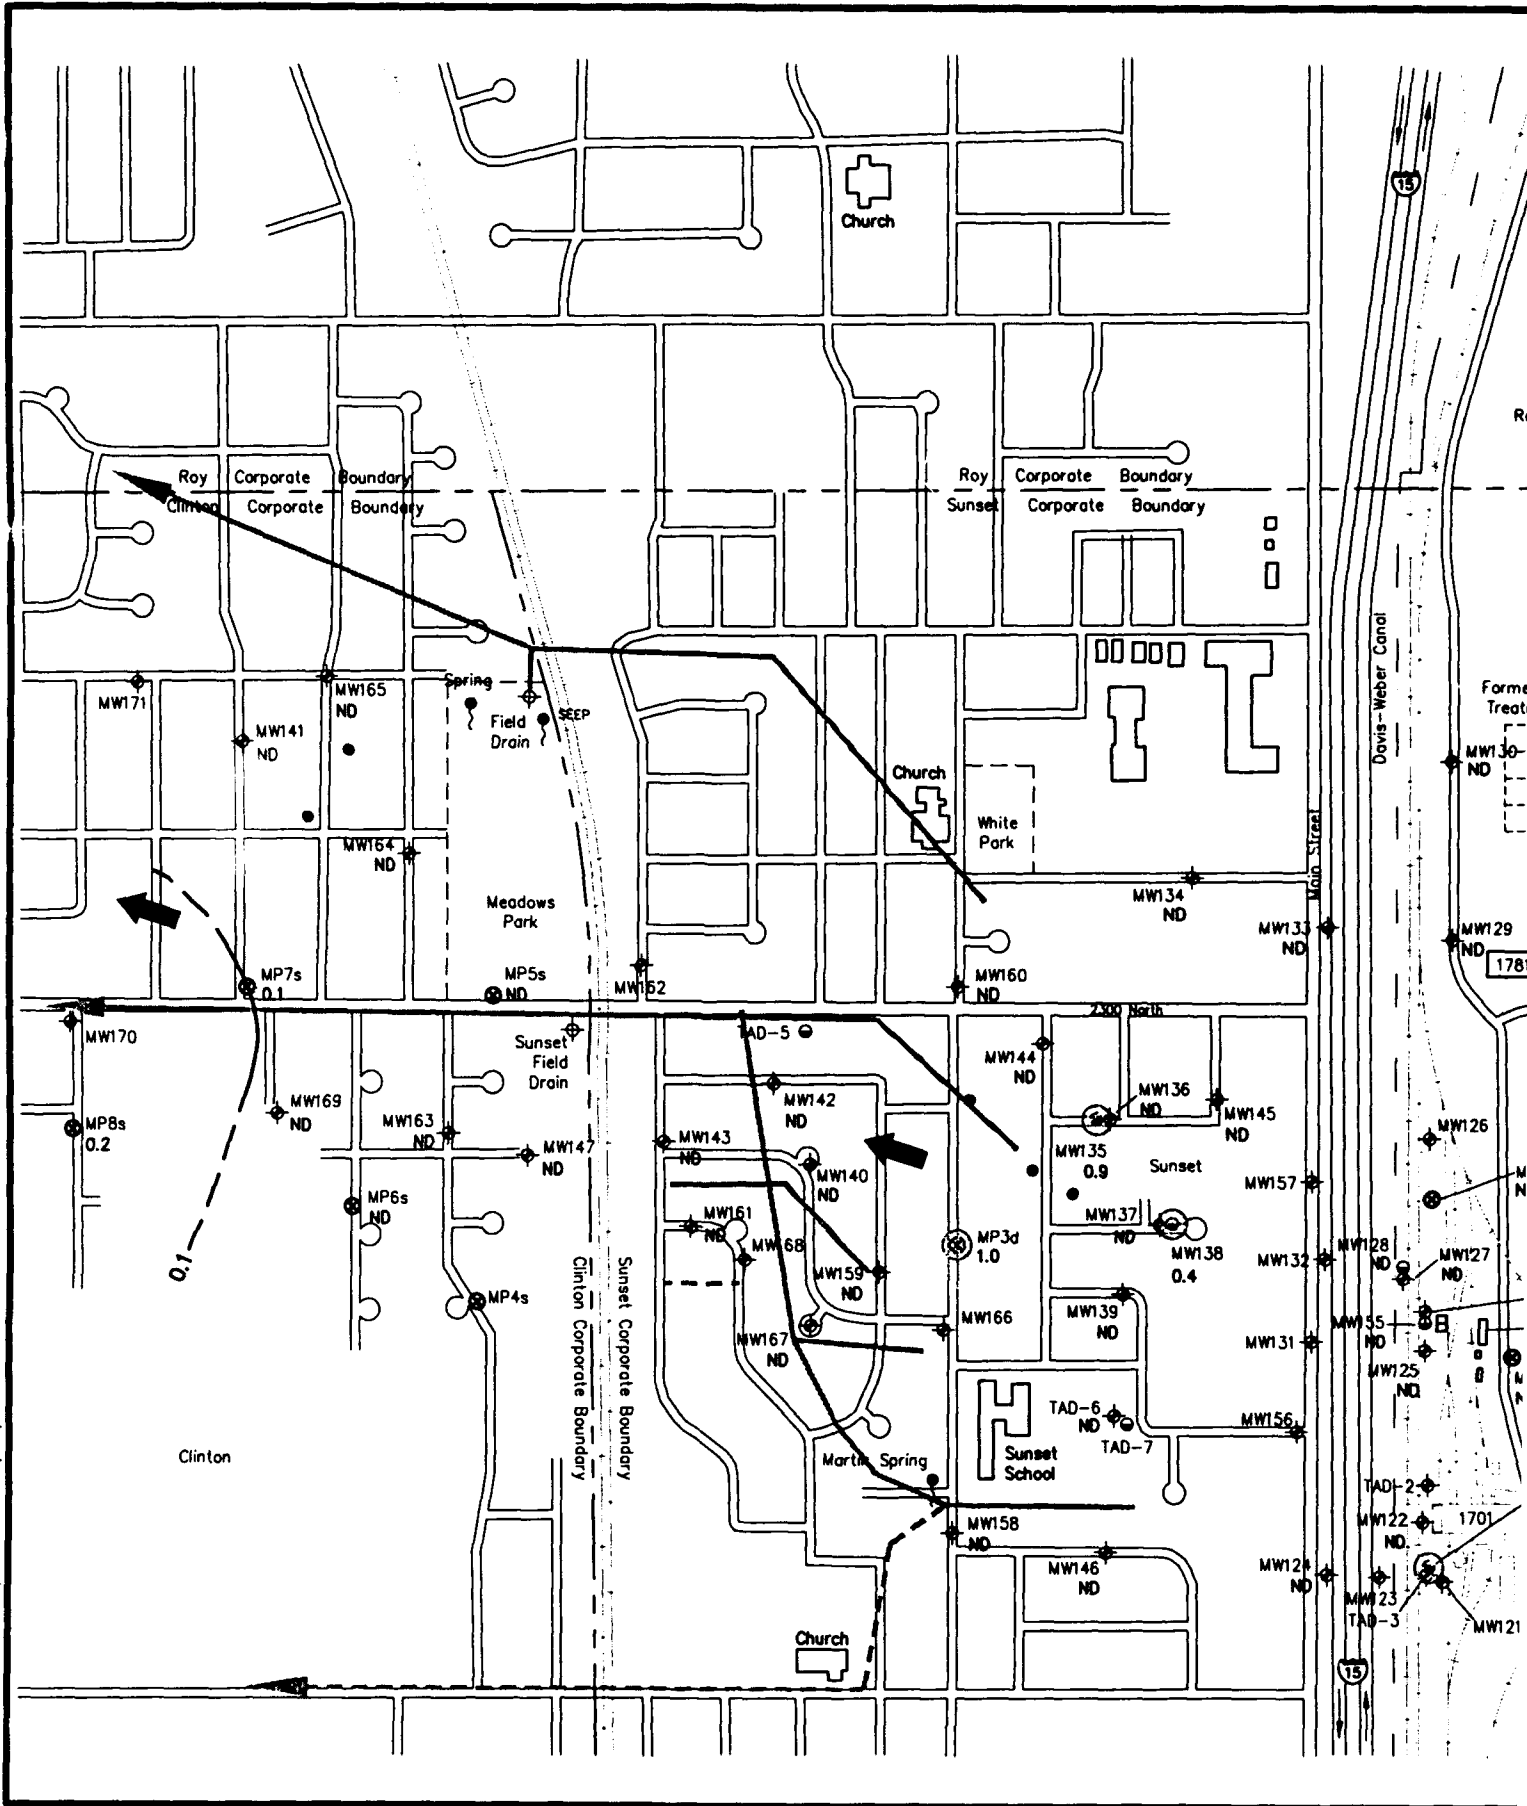 15
Church
Roy Corporate Boundary
Clinton Corporate Boundary
Roy Corporate Boundary
Sunset Corporate Boundary
Davis-Weber Canal
Spring
SEEP
Field
Drain
MW171
MW165
ND
MW141
ND
MW164
ND
Meadows
Park
Church
White
Park
Main Street
MW134
ND
MW133
ND
MW130
ND
MW129
ND
MP7s
0.1
MP5s
ND
MW162
MW160
ND
2300 North
MW170
Sunset
Field
Drain
TAD-5
MW144
ND
MW136
ND
MW145
ND
MW126
MP8s
0.2
MW169
ND
MW163
ND
MW147
ND
MW143
ND
MW142
ND
MW140
ND
MW135
0.9
Sunset
MW157
MP6s
ND
MW161
ND
MW168
MP3d
1.0
MW137
ND
MW138
0.4
MW132
MW128
ND
MW127
ND
0.1
MP4s
MW159
ND
MW139
ND
MW166
MW167
ND
MW131
MW155
ND
MW125
ND
Clinton Corporate Boundary
Sunset Corporate Boundary
Clinton
Martin Spring
Sunset
School
TAD-6
ND
TAD-7
MW156
TAD-2
MW122
ND
1701
MW158
ND
MW146
ND
MW124
ND
MW123
TAD-3
MW121
Church
15